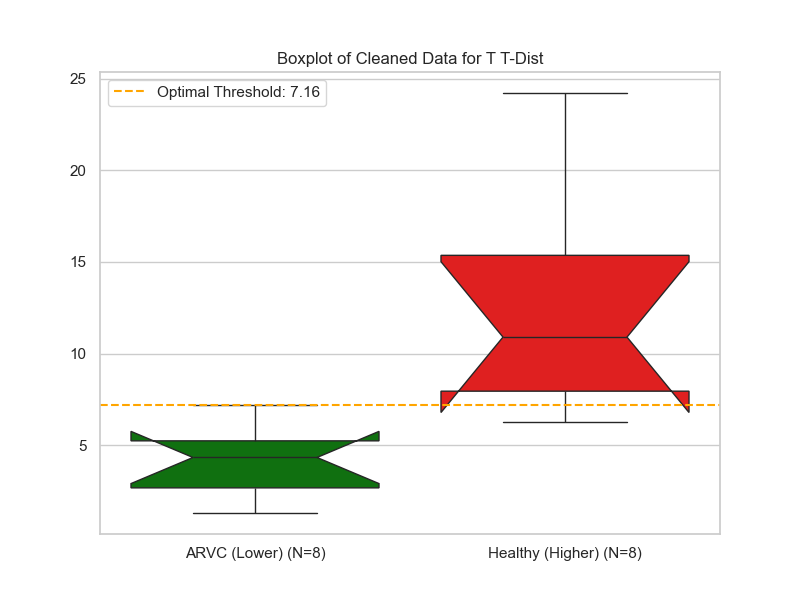 Boxplot of Cleaned Data for T T-Dist
Optimal Threshold: 7.16
25
20
15
10
5
ARVC (Lower) (N=8)
Healthy (Higher) (N=8)